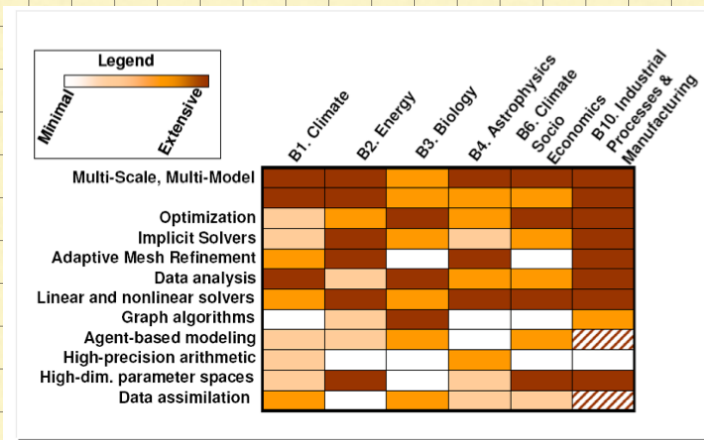 Legend
Minimal
Extensive
B1. Climate
B2. Energy
B3. Biology
B4. Astrophysics
B6. Climate
Socio
Economics
B10. Industrial
Processes &
Manufacturing
Multi-Scale, Multi-Model
Optimization
Implicit Solvers
Adaptive Mesh Refinement
Data analysis
Linear and nonlinear solvers
Graph algorithms
Agent-based modeling
High-precision arithmetic
High-dim. parameter spaces
Data assimilation